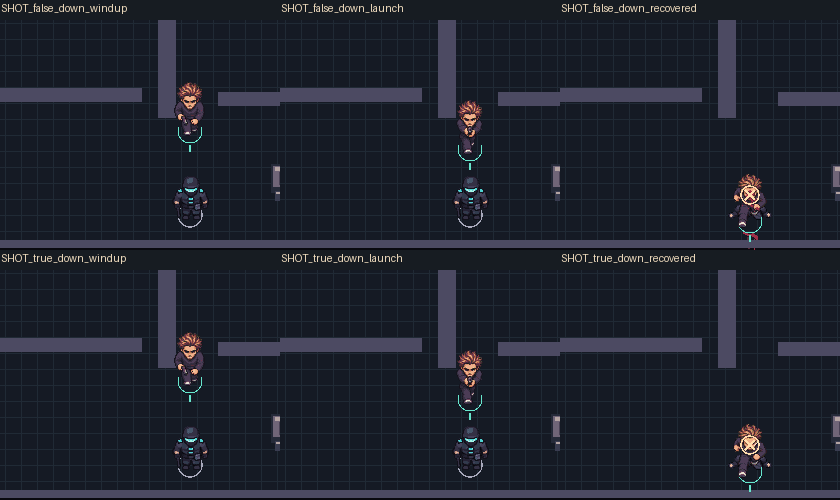 SHOT_false_down_windup
SHOT_false_down_launch
SHOT_false_down_recovered
SHOT_true_down_windup
SHOT_true_down_launch
SHOT_true_down_recovered